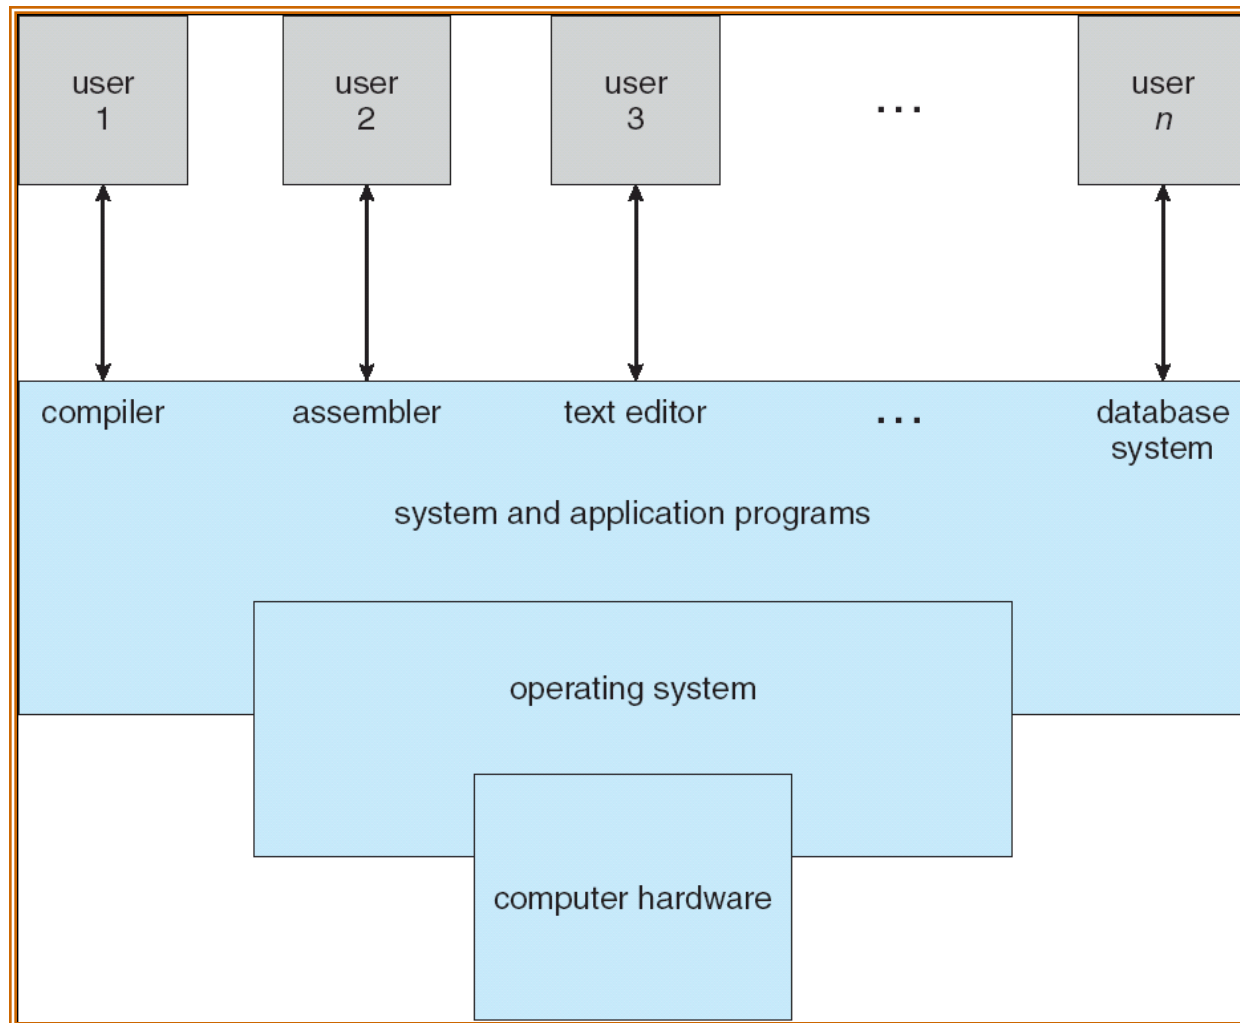 user
1
user
2
user
3
...
user
n
compiler
assembler
text editor
...
database
system
system and application programs
operating system
computer hardware